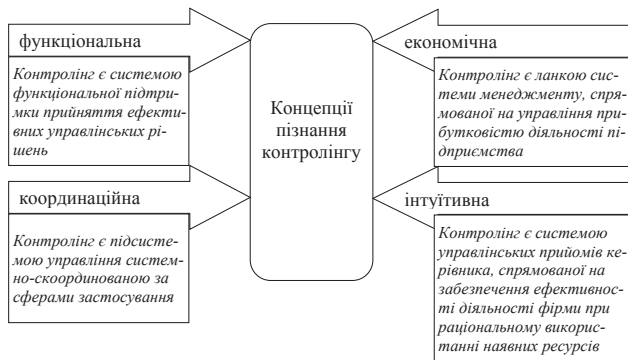 функціональна
Контролінг є системою
функціональної підтри-
мки прийняття ефекти-
вних управлінських рі-
шень
координаційна
Контролінг є підсисте-
мою управління систем-
но-скоординованою за
сферами застосування
Концепції
пізнання
контролінгу
економічна
Контролінг є ланкою сис-
теми менеджменту, спря-
мованої на управління при-
бутковістю діяльності пі-
дприємства
інтуїтивна
Контролінг є системою
управлінських прийомів ке-
рівника, спрямованої на
забезпечення ефективнос-
ті діяльності фірми при
раціональному викорис-
танні наявних ресурсів